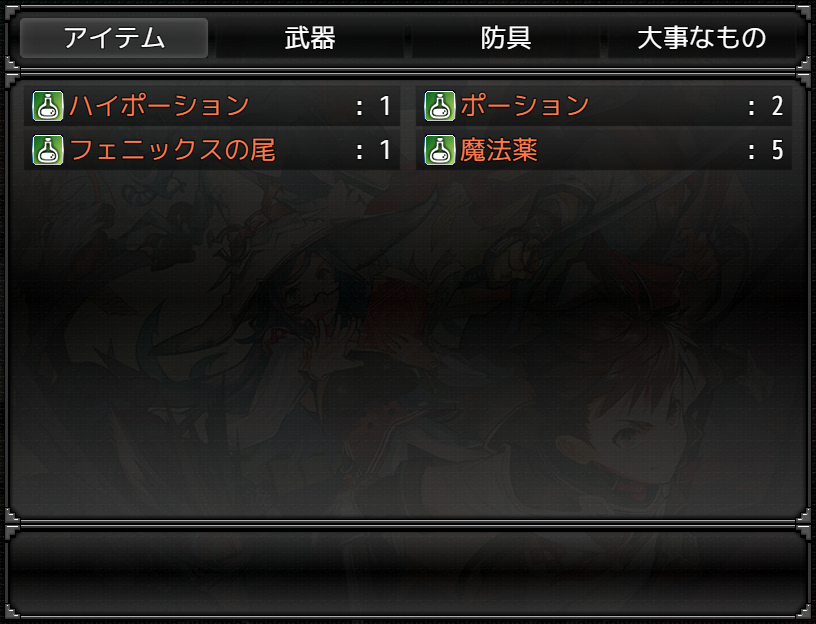 アイテム 武器 防具 大事なもの
ハイポーション : 1 ポーション : 2
フェニックスの尾 : 1 魔法薬 : 5